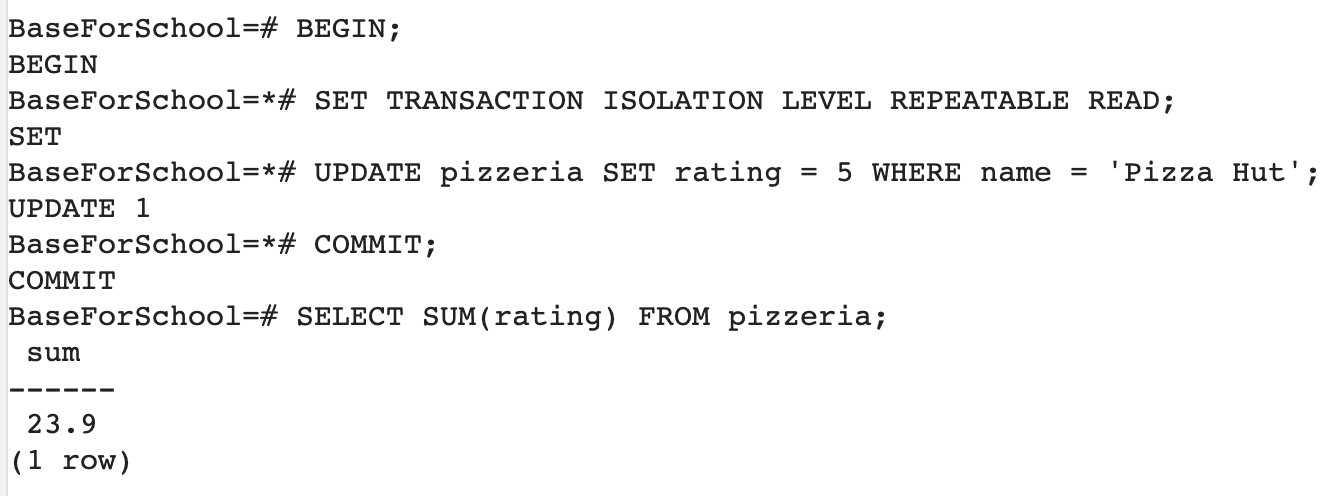 BaseForSchool=# BEGIN;
BEGIN
BaseForSchool=*# SET TRANSACTION ISOLATION LEVEL REPEATABLE READ;
SET
BaseForSchool=*# UPDATE pizzeria SET rating = 5 WHERE name = 'Pizza Hut';
UPDATE 1
BaseForSchool=*# COMMIT;
COMMIT
BaseForSchool=# SELECT SUM(rating) FROM pizzeria;
 sum
------
 23.9
(1 row)